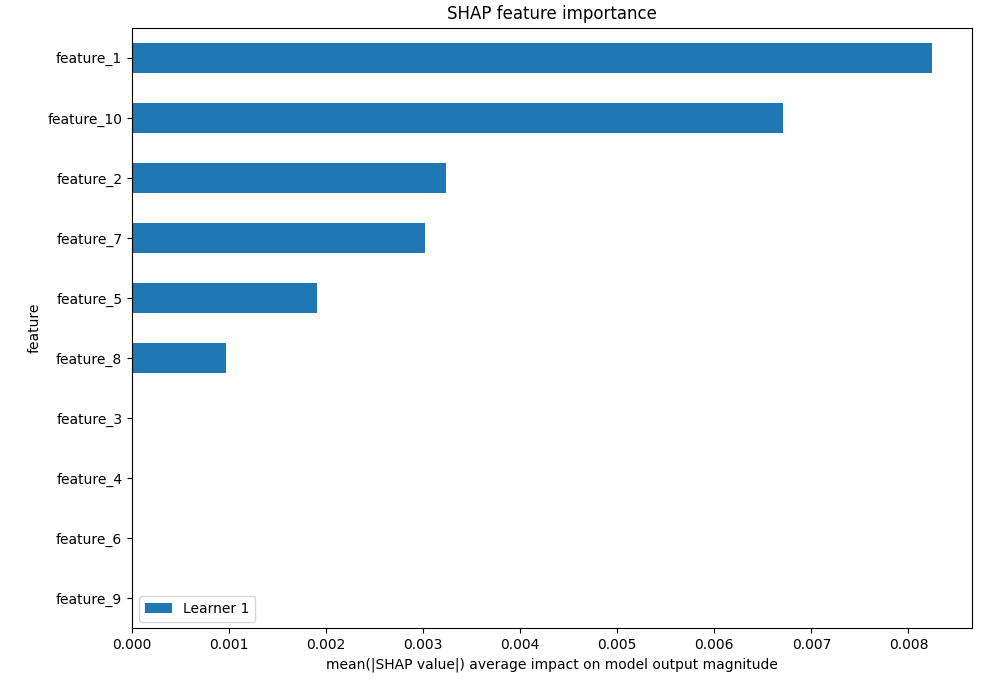 SHAP feature importance
feature_1
feature_10
feature_2
feature_7
feature_5
feature_8
feature_3
feature_4
feature_6
feature_9
feature
Learner 1
0.000 0.001 0.002 0.003 0.004 0.005 0.006 0.007 0.008
mean(|SHAP value|) average impact on model output magnitude